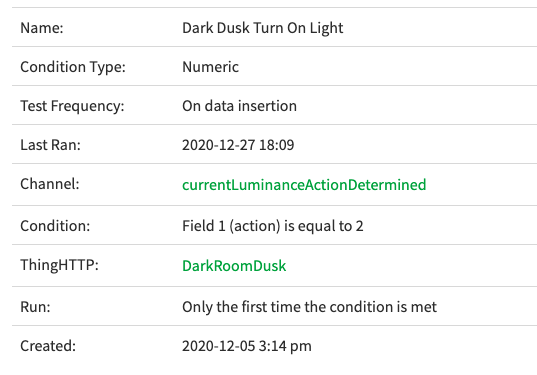 Name: Dark Dusk Turn On Light
Condition Type: Numeric
Test Frequency: On data insertion
Last Ran: 2020-12-27 18:09
Channel: currentLuminanceActionDetermined
Condition: Field 1 (action) is equal to 2
ThingHTTP: DarkRoomDusk
Run: Only the first time the condition is met
Created: 2020-12-05 3:14 pm